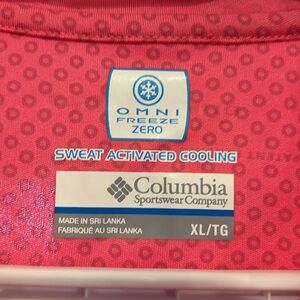 OMNI
FREEZE
ZERO
SWEAT ACTIVATED COOLING
Columbia
Sportswear Company
MADE IN SRI LANKA
FABRIQUÉ AU SRI LANKA
XL/TG